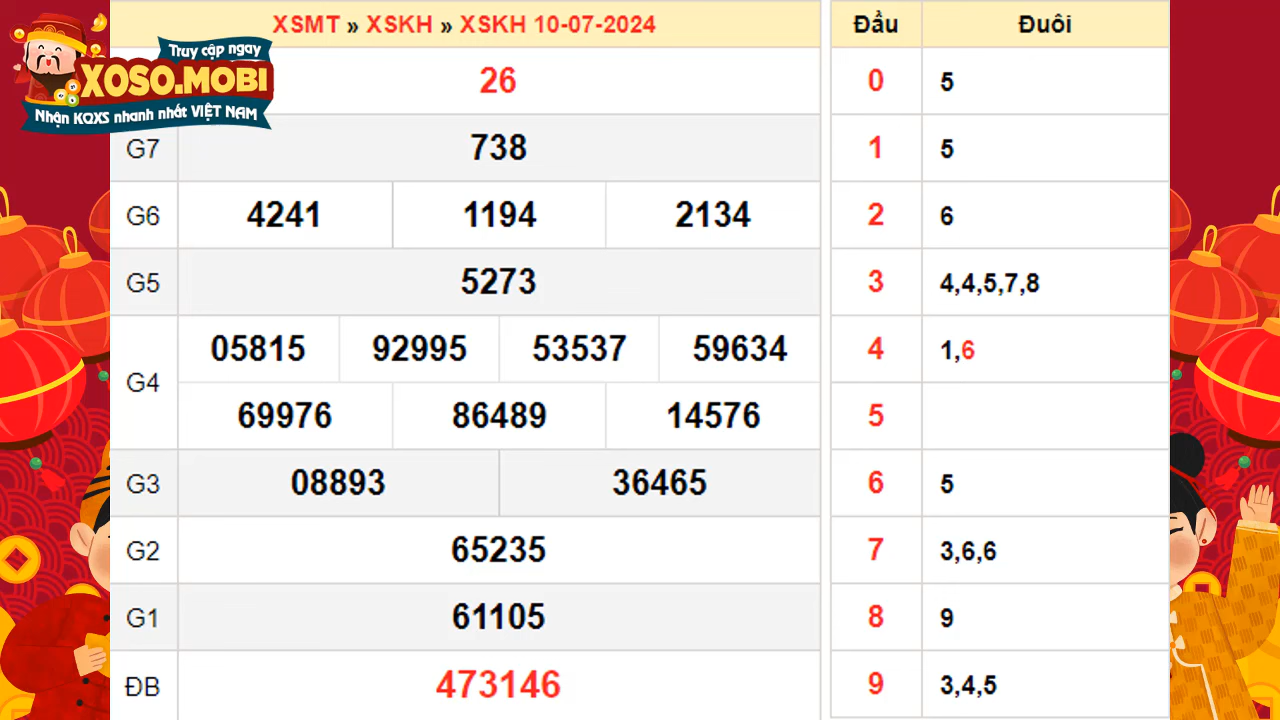 Truy cập ngay
XOSO.MOBI
Nhận KQXS nhanh nhất VIỆT NAM
XSMT » XSKH » XSKH 10-07-2024
26
G7 738
G6 4241 1194 2134
G5 5273
G4 05815 92995 53537 59634
69976 86489 14576
G3 08893 36465
G2 65235
G1 61105
ĐB 473146
Đầu Đuôi
0 5
1 5
2 6
3 4,4,5,7,8
4 1,6
5
6 5
7 3,6,6
8 9
9 3,4,5